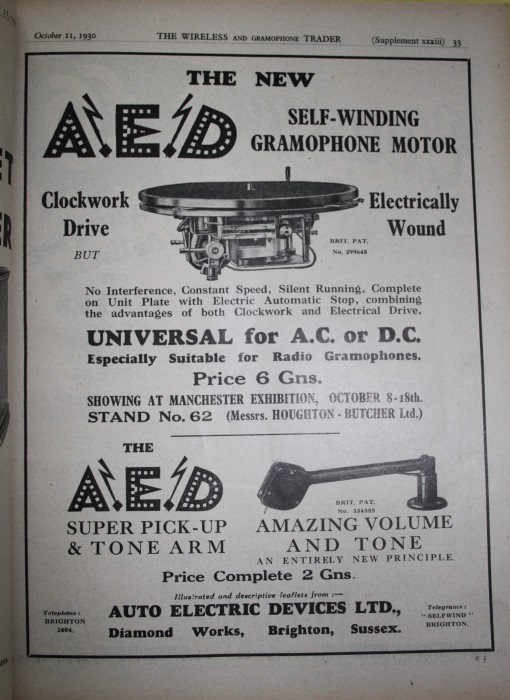 October 11, 1930 THE WIRELESS AND GRAMOPHONE TRADER (Supplement xxxiii) 33
THE NEW
A.E.D
SELF-WINDING
GRAMOPHONE MOTOR
Clockwork
Drive
BUT
Electrically
Wound
BRIT. PAT.
No. 299645
No Interference, Constant Speed, Silent Running, Complete
on Unit Plate with Electric Automatic Stop, combining
the advantages of both Clockwork and Electrical Drive.
UNIVERSAL for A.C. or D.C.
Especially Suitable for Radio Gramophones.
Price 6 Gns.
SHOWING AT MANCHESTER EXHIBITION, OCTOBER 8-18th.
STAND No. 62 (Messrs. HOUGHTON-BUTCHER Ltd.)
THE
A.E.D
SUPER PICK-UP
& TONE ARM
BRIT. PAT.
No. 334555
AMAZING VOLUME
AND TONE
AN ENTIRELY NEW PRINCIPLE.
Price Complete 2 Gns.
Illustrated and descriptive leaflets from :—
AUTO ELECTRIC DEVICES LTD.,
Diamond Works, Brighton, Sussex.
Telephone :
BRIGHTON
2464.
Telegrams :
"SELFWIND"
BRIGHTON.